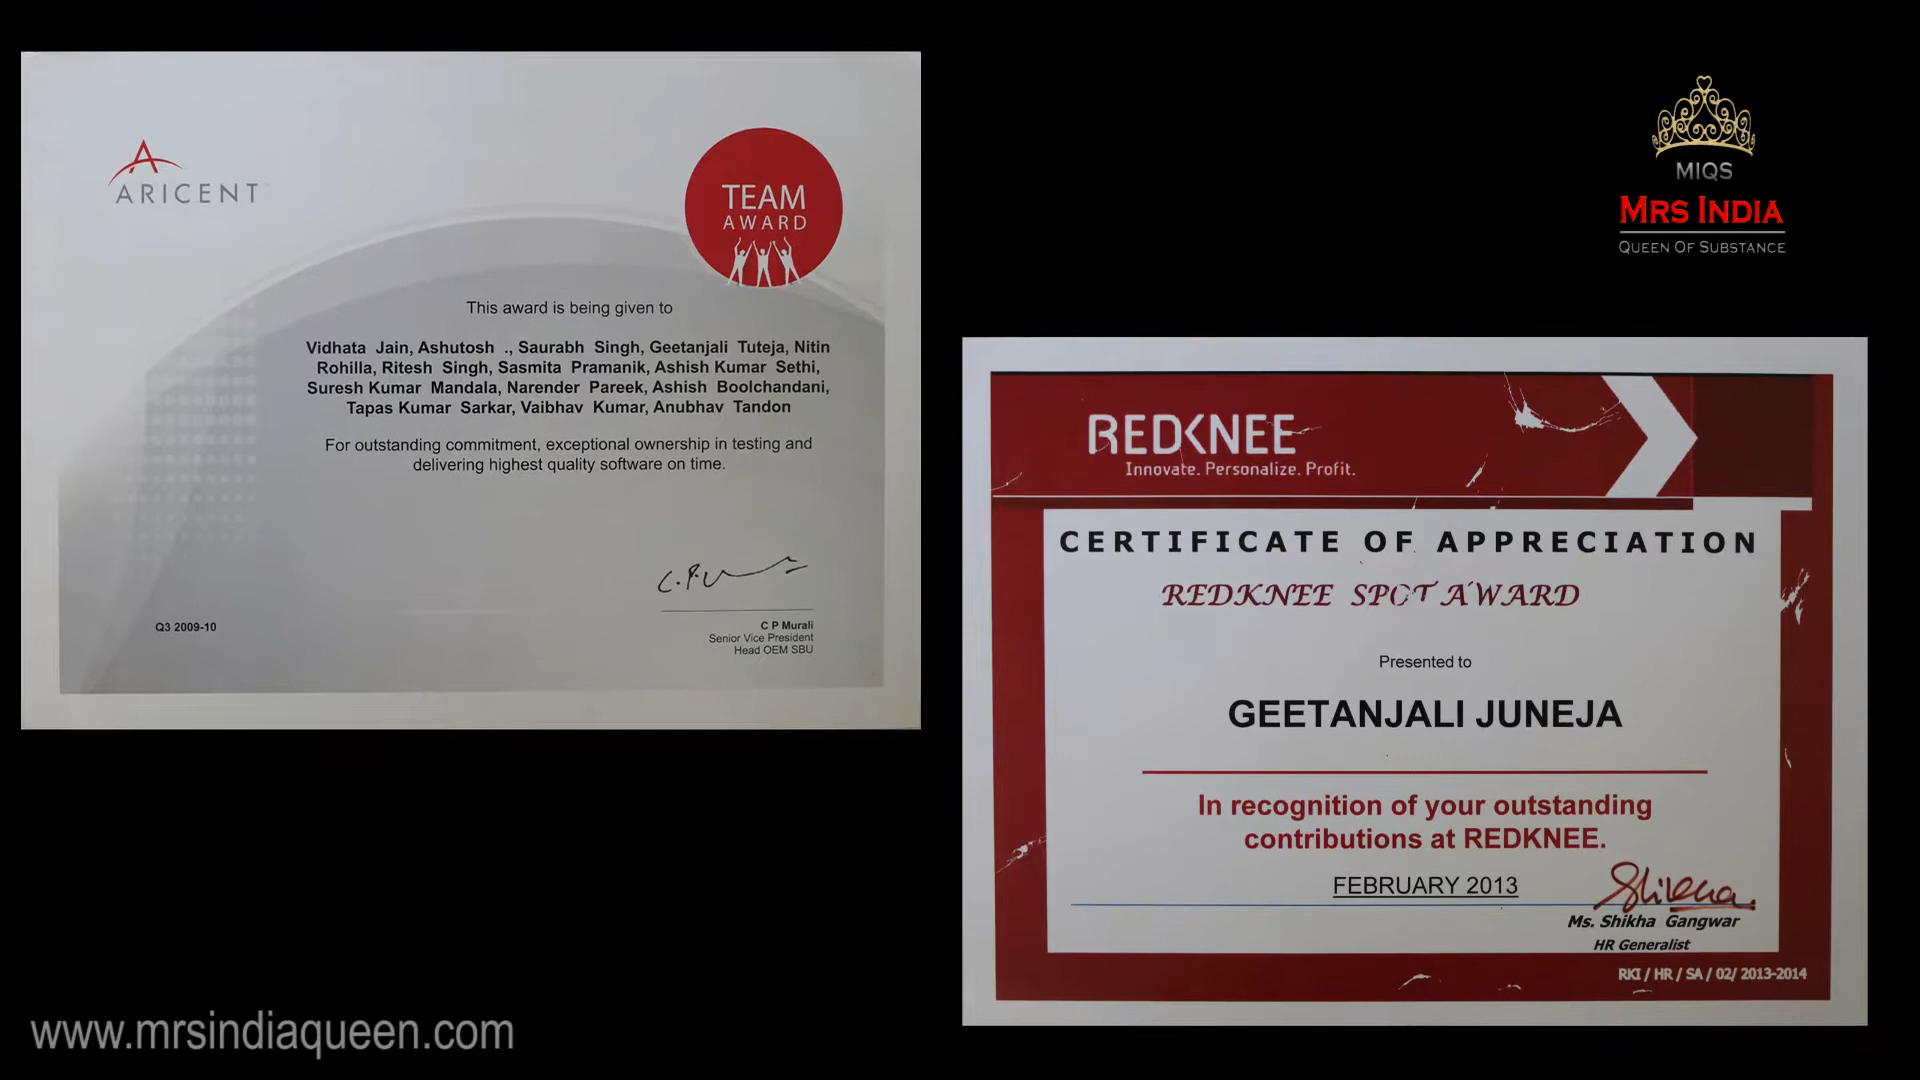 ARICENT
TEAM
AWARD
This award is being given to
Vidhata Jain, Ashutosh ., Saurabh Singh, Geetanjali Tuteja, Nitin
Rohilla, Ritesh Singh, Sasmita Pramanik, Ashish Kumar Sethi,
Suresh Kumar Mandala, Narender Pareek, Ashish Boolchandani,
Tapas Kumar Sarkar, Vaibhav Kumar, Anubhav Tandon
For outstanding commitment, exceptional ownership in testing and
delivering highest quality software on time.
Q3 2009-10
C P Murali
Senior Vice President
Head OEM SBU
MIQS
MRS INDIA
QUEEN OF SUBSTANCE
REDKNEE
Innovate. Personalize. Profit.
CERTIFICATE OF APPRECIATION
REDKNEE SPOT AWARD
Presented to
GEETANJALI JUNEJA
In recognition of your outstanding
contributions at REDKNEE.
FEBRUARY 2013
Shikha
Ms. Shikha Gangwar
HR Generalist
RKI / HR / SA / 02/ 2013-2014
www.mrsindiaqueen.com